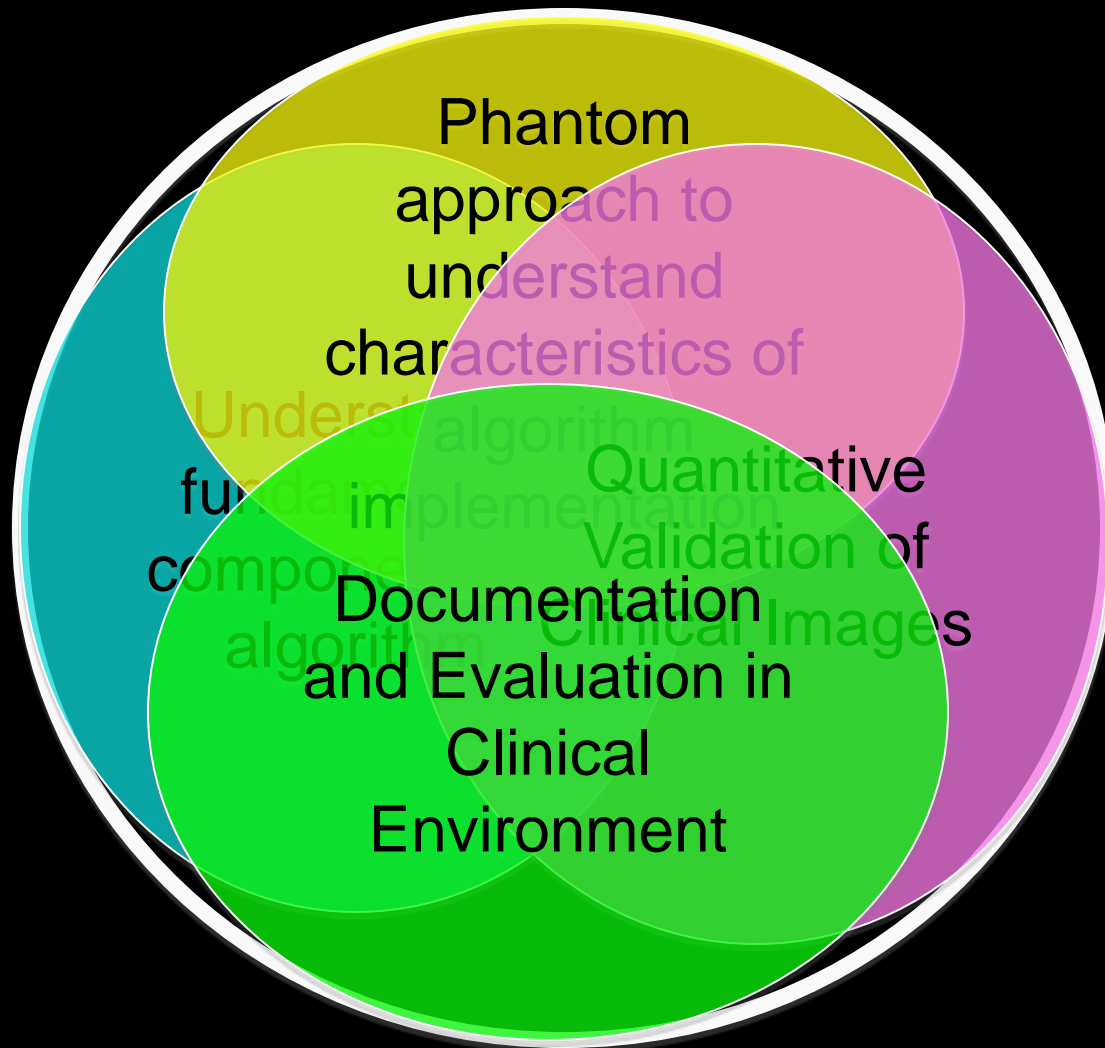 Phantom
approach to
understand
characteristics of
algorithm
implementation
algorithm
Quantitative
Validation of
Clinical Images
Documentation
and Evaluation in
Clinical
Environment